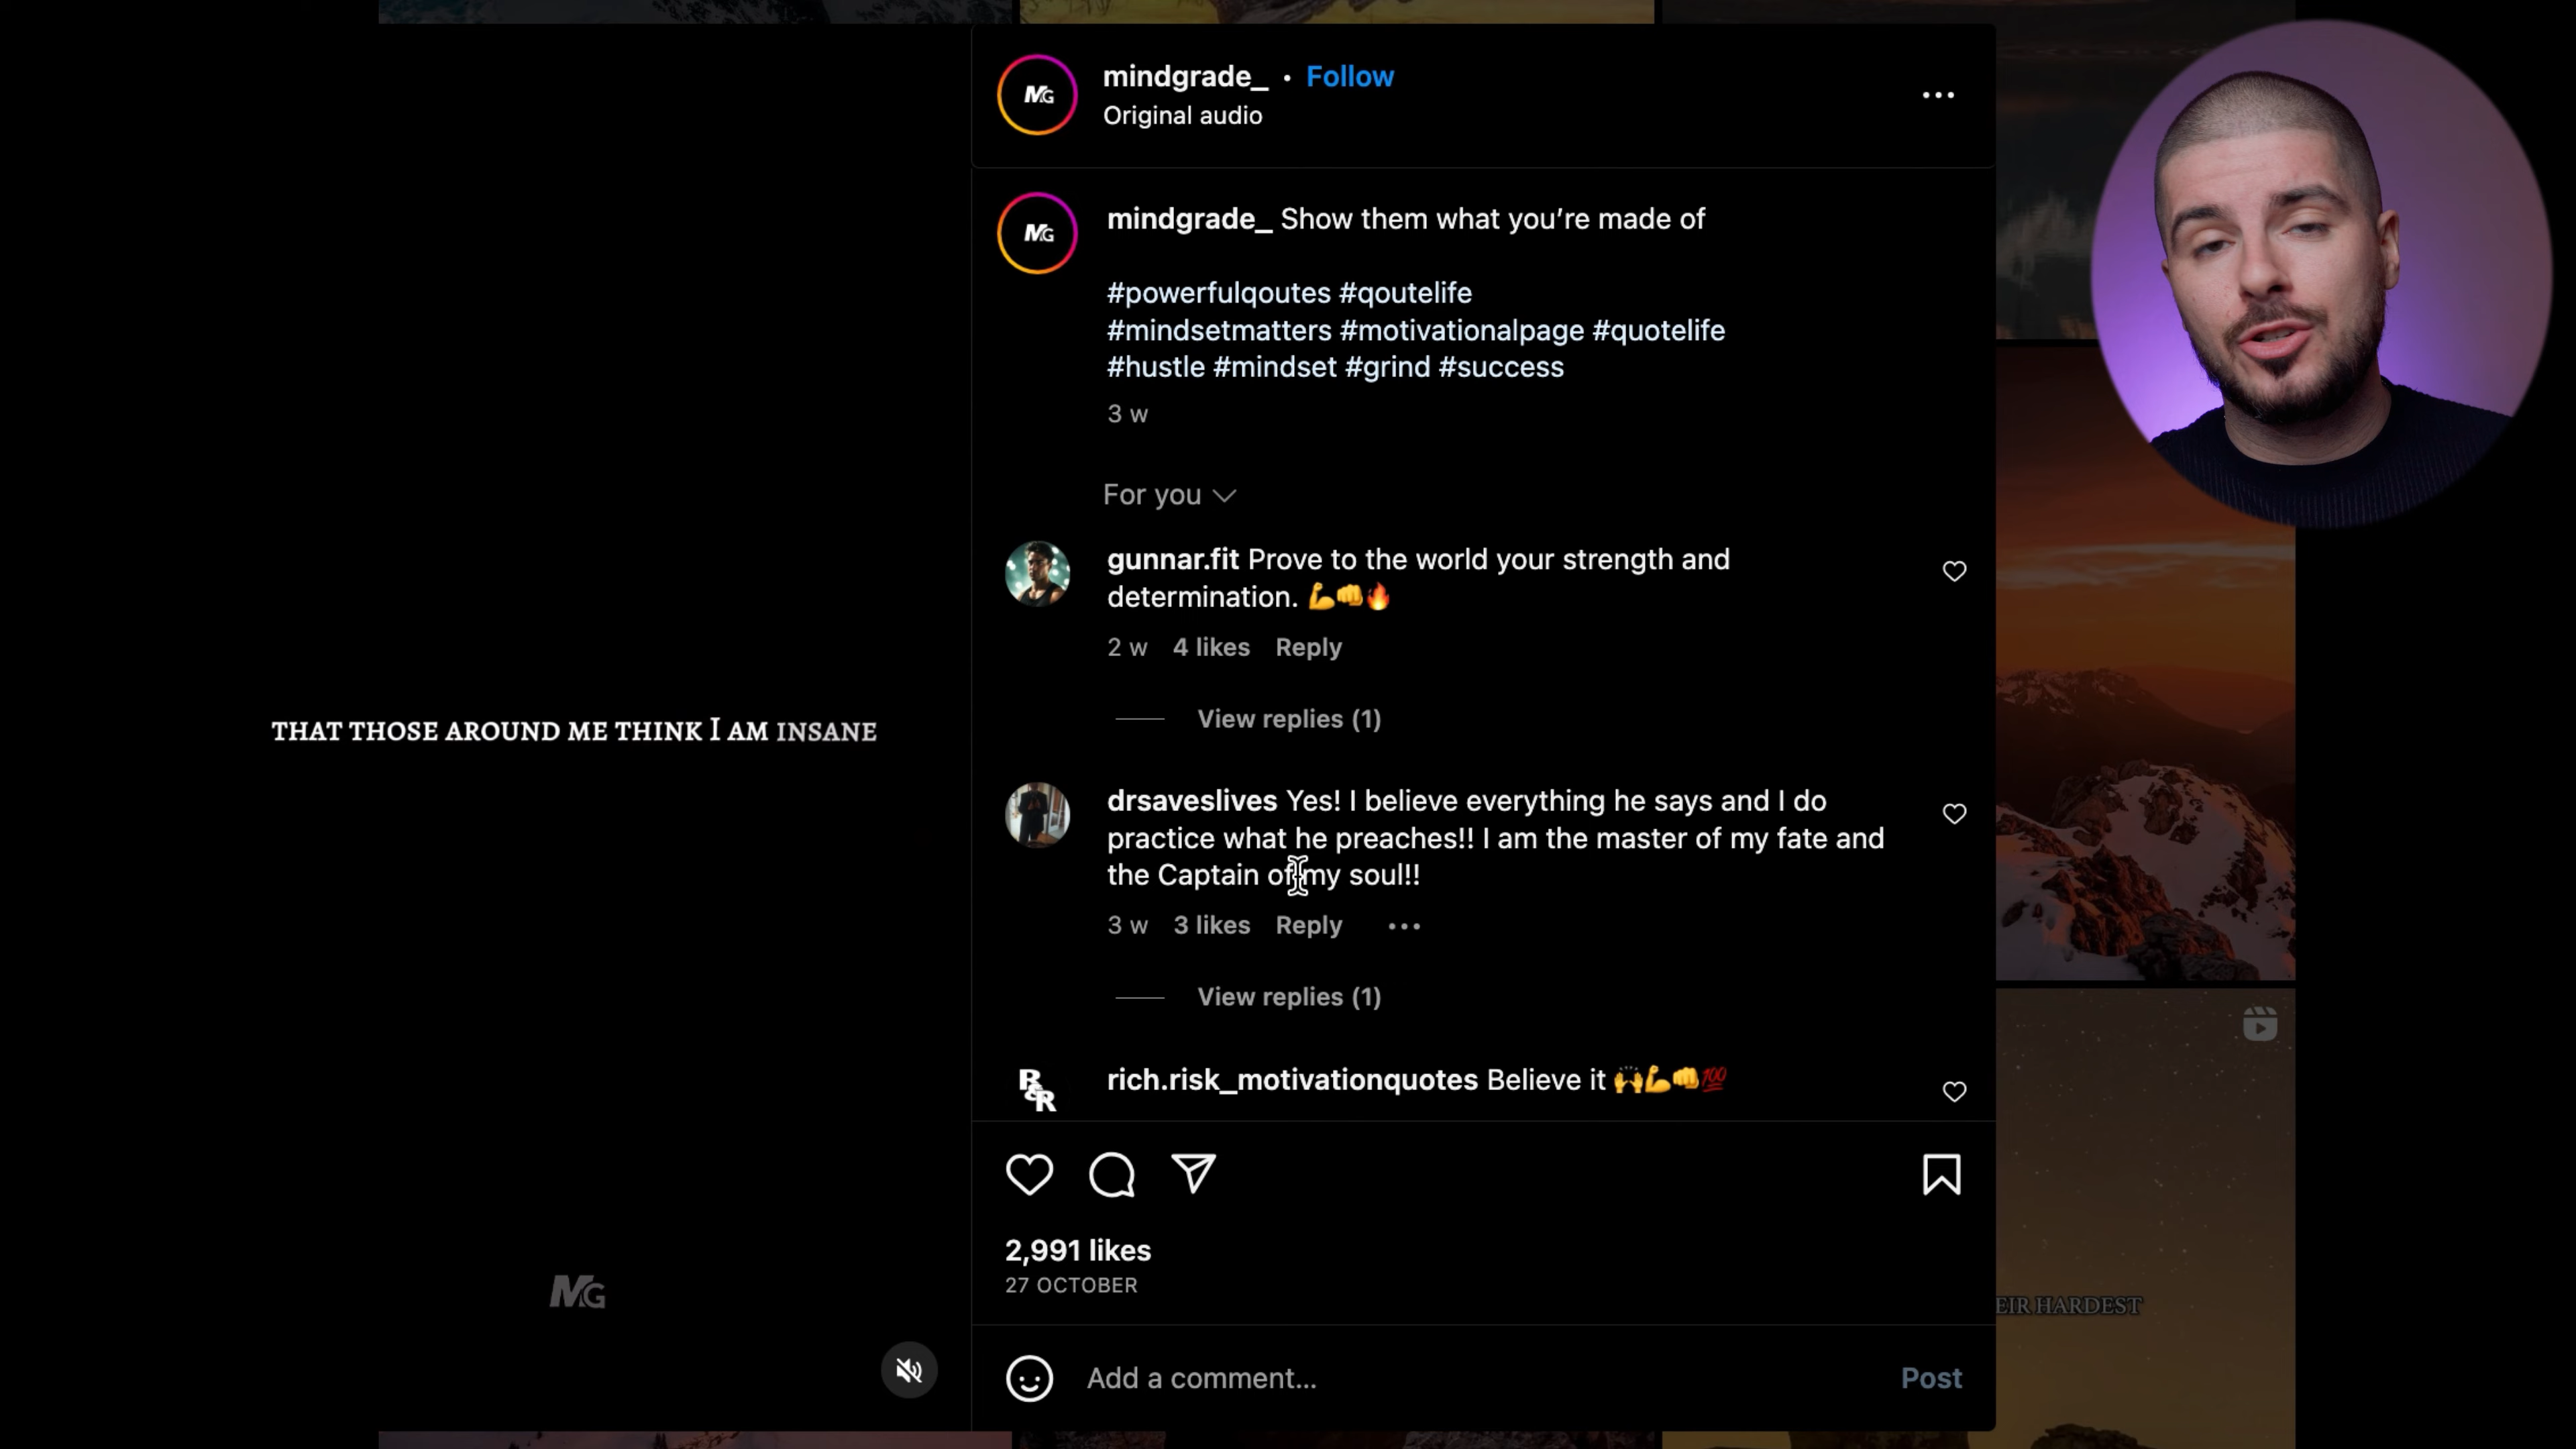 mindgrade_ • Follow
Original audio
mindgrade_ Show them what you're made of
#powerfulqoutes #qoutelife
#mindsetmatters #motivationalpage #quotelife
#hustle #mindset #grind #success
3 w
For you
gunnar.fit Prove to the world your strength and
determination. 💪👊🔥
2 w 4 likes Reply
View replies (1)
THAT THOSE AROUND ME THINK I AM INSANE
drsaveslives Yes! I believe everything he says and I do
practice what he preaches!! I am the master of my fate and
the Captain of my soul!!
3 w 3 likes Reply
View replies (1)
R&R
rich.risk_motivationquotes Believe it 🙌💪👊💯
2,991 likes
27 OCTOBER
MG
EIR HARDEST
Add a comment...
Post